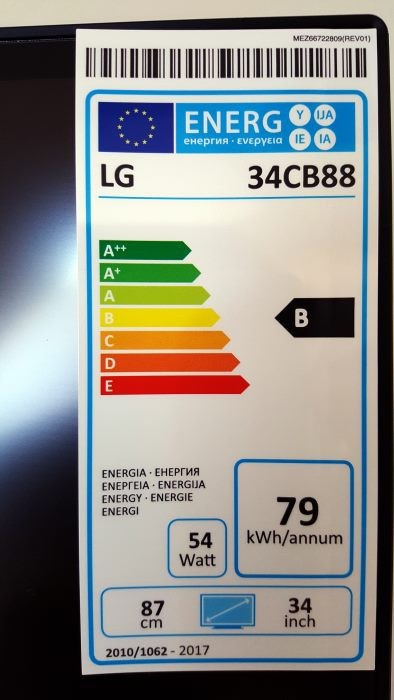 MEZ66722809(REV01)
ENERG Y IJA
енергия · ενεργεια IE IA
LG 34CB88
A++
A+
A
B
B
C
D
E
ENERGIA · ЕНЕРГИЯ
ΕΝΕΡΓΕΙΑ · ENERGIJA
ENERGY · ENERGIE
ENERGI
79
kWh/annum
54
Watt
87
cm
34
inch
2010/1062 - 2017